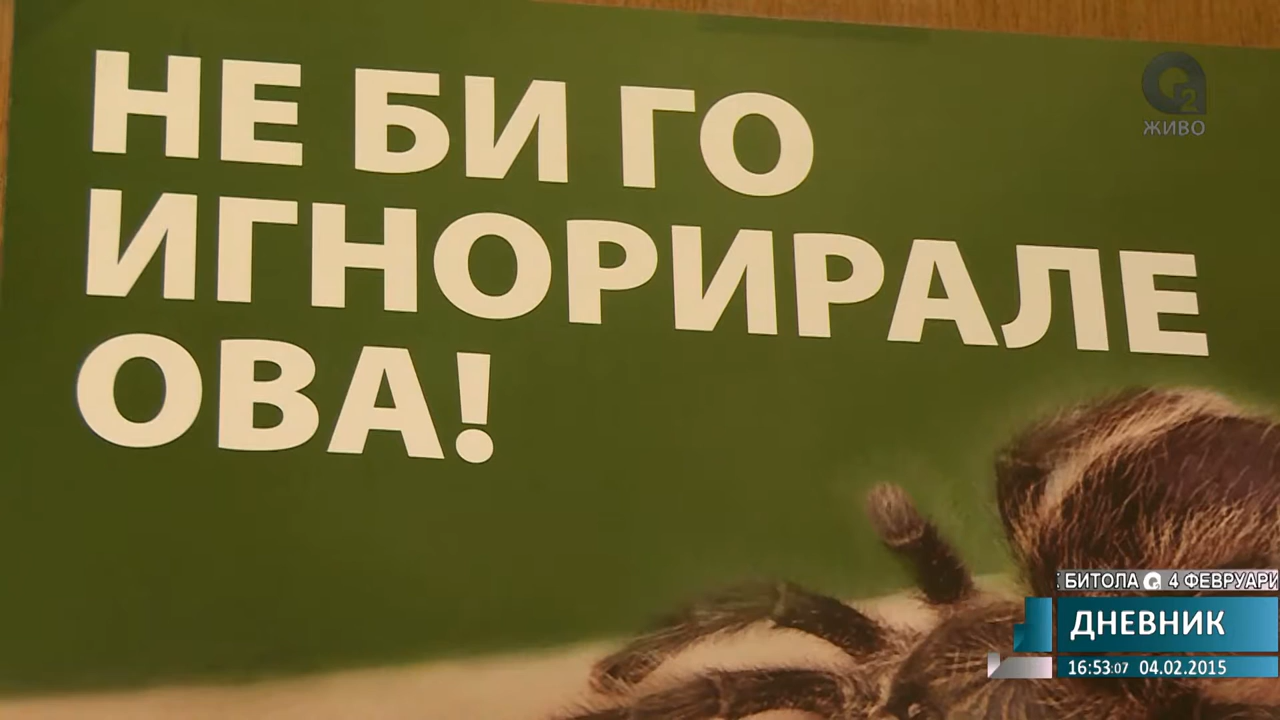 НЕ БИ ГО
ИГНОРИРАЛЕ
ОВА!
ЖИВО
БИТОЛА 4 ФЕВРУАРИ
ДНЕВНИК
16:53:07 04.02.2015